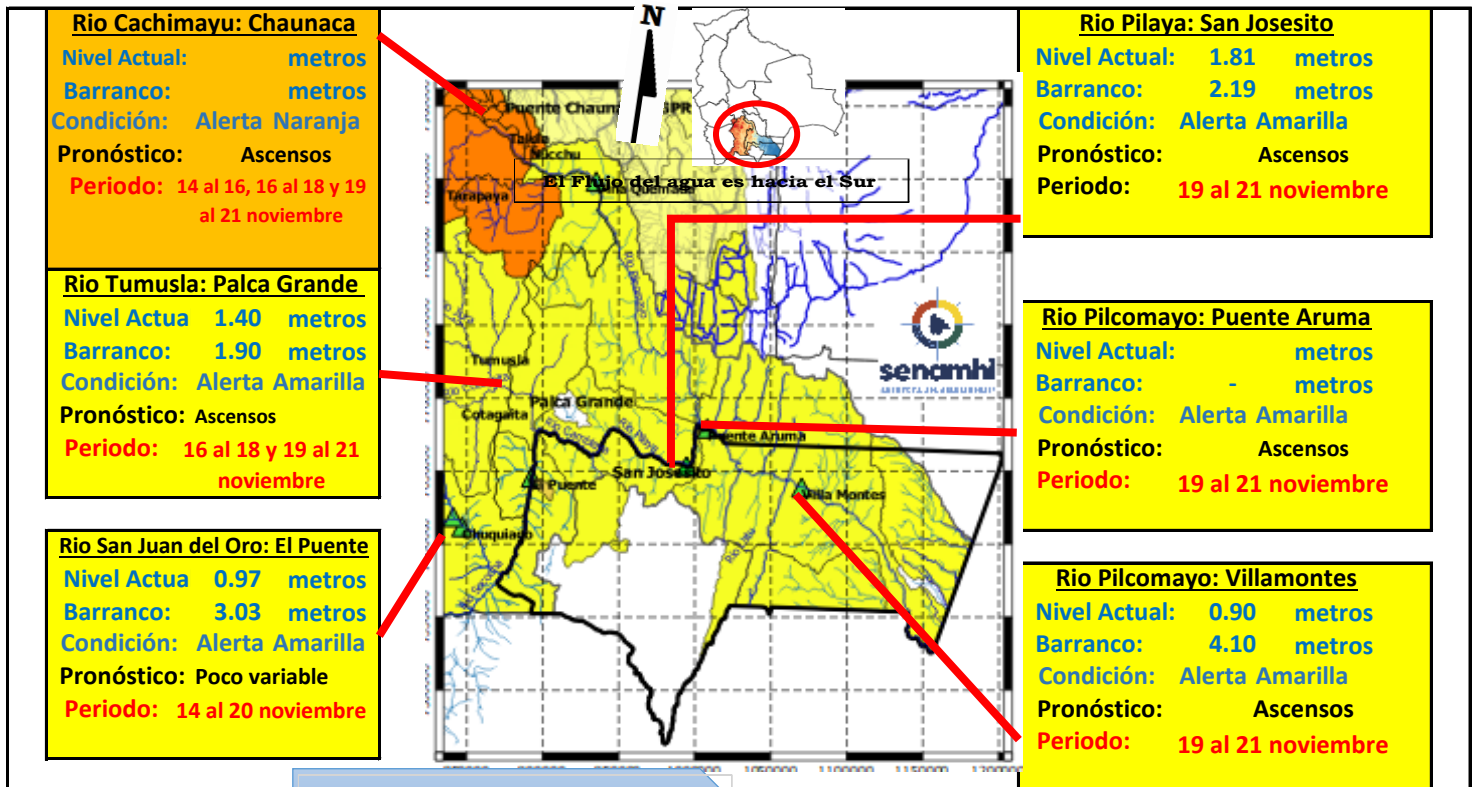 Rio Cachimayu: Chaunaca
Nivel Actual: metros
Barranco: metros
Condición: Alerta Naranja
Pronóstico: Ascensos
Periodo: 14 al 16, 16 al 18 y 19
al 21 noviembre
Rio Tumusla: Palca Grande
Nivel Actua 1.40 metros
Barranco: 1.90 metros
Condición: Alerta Amarilla
Pronóstico: Ascensos
Periodo: 16 al 18 y 19 al 21
noviembre
Rio San Juan del Oro: El Puente
Nivel Actua 0.97 metros
Barranco: 3.03 metros
Condición: Alerta Amarilla
Pronóstico: Poco variable
Periodo: 14 al 20 noviembre
N
Puente Chauna
Talula
Nucchu
Tarapaya
El Flujo del agua es hacia el Sur
Tumusla
Palca Grande
Cotagaita
Puente Aruma
San Josesito
El Puente
Villa Montes
Chuquiago
senamhi
1050000 1100000 1150000 1200000
Rio Pilaya: San Josesito
Nivel Actual: 1.81 metros
Barranco: 2.19 metros
Condición: Alerta Amarilla
Pronóstico: Ascensos
Periodo: 19 al 21 noviembre
Rio Pilcomayo: Puente Aruma
Nivel Actual: metros
Barranco: - metros
Condición: Alerta Amarilla
Pronóstico: Ascensos
Periodo: 19 al 21 noviembre
Rio Pilcomayo: Villamontes
Nivel Actual: 0.90 metros
Barranco: 4.10 metros
Condición: Alerta Amarilla
Pronóstico: Ascensos
Periodo: 19 al 21 noviembre